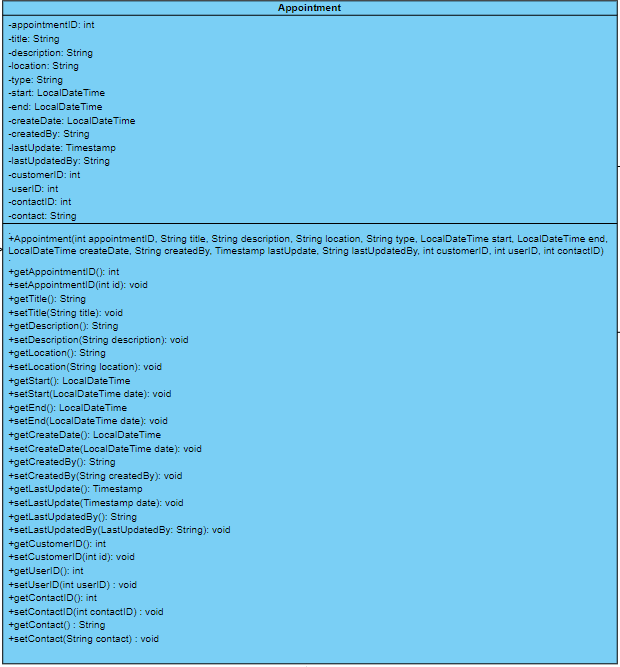 Appointment
-appointmentID: int
-title: String
-description: String
-location: String
-type: String
-start: LocalDateTime
-end: LocalDateTime
-createDate: LocalDateTime
-createdBy: String
-lastUpdate: Timestamp
-lastUpdatedBy: String
-customerID: int
-userID: int
-contactID: int
-contact: String
+Appointment(int appointmentID, String title, String description, String location, String type, LocalDateTime start, LocalDateTime end,
LocalDateTime createDate, String createdBy, Timestamp lastUpdate, String lastUpdatedBy, int customerID, int userID, int contactID)
+getAppointmentID(): int
+setAppointmentID(int id): void
+getTitle(): String
+setTitle(String title): void
+getDescription(): String
+setDescription(String description): void
+getLocation(): String
+setLocation(String location): void
+getStart(): LocalDateTime
+setStart(LocalDateTime date): void
+getEnd(): LocalDateTime
+setEnd(LocalDateTime date): void
+getCreateDate(): LocalDateTime
+setCreateDate(LocalDateTime date): void
+getCreatedBy(): String
+setCreatedBy(String createdBy): void
+getLastUpdate(): Timestamp
+setLastUpdate(Timestamp date): void
+getLastUpdatedBy(): String
+setLastUpdatedBy(LastUpdatedBy: String): void
+getCustomerID(): int
+setCustomerID(int id): void
+getUserID(): int
+setUserID(int userID) : void
+getContactID(): int
+setContactID(int contactID) : void
+getContact() : String
+setContact(String contact) : void